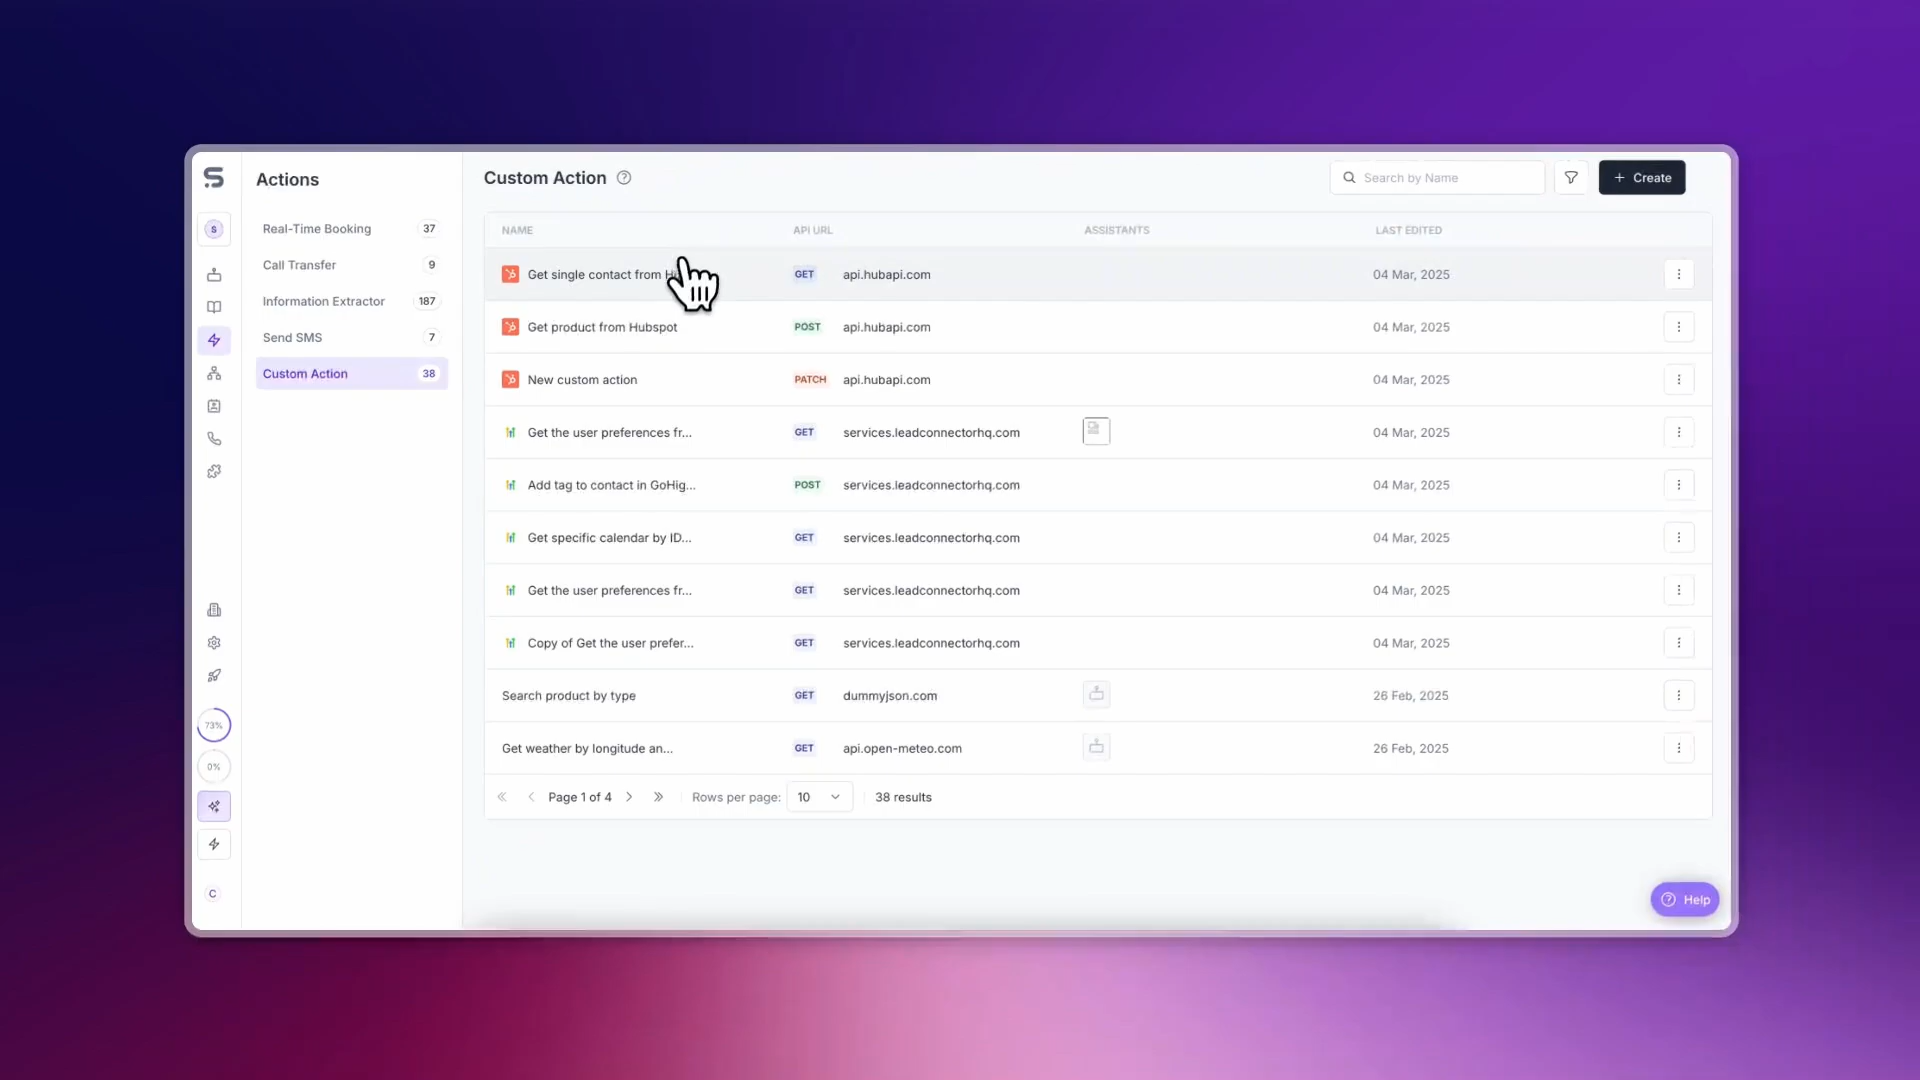 Actions
Real-Time Booking 37
Call Transfer 9
Information Extractor 187
Send SMS 7
Custom Action 38
S
73%
0%
C
Custom Action
Search by Name
+ Create
NAME API URL ASSISTANTS LAST EDITED
Get single contact from GET api.hubapi.com 04 Mar, 2025
Get product from Hubspot POST api.hubapi.com 04 Mar, 2025
New custom action PATCH api.hubapi.com 04 Mar, 2025
Get the user preferences fr... GET services.leadconnectorhq.com 04 Mar, 2025
Add tag to contact in GoHig... POST services.leadconnectorhq.com 04 Mar, 2025
Get specific calendar by ID... GET services.leadconnectorhq.com 04 Mar, 2025
Get the user preferences fr... GET services.leadconnectorhq.com 04 Mar, 2025
Copy of Get the user prefer... GET services.leadconnectorhq.com 04 Mar, 2025
Search product by type GET dummyjson.com 26 Feb, 2025
Get weather by longitude an... GET api.open-meteo.com 26 Feb, 2025
Page 1 of 4 Rows per page: 10 38 results
Help